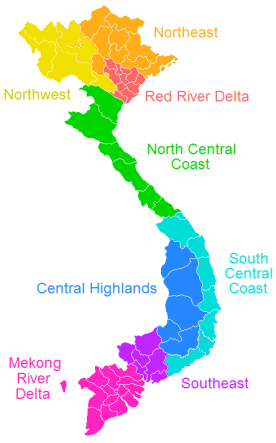 Northeast
Northwest
Red River Delta
North Central
Coast
South
Central
Coast
Central Highlands
Mekong
River
Delta
Southeast